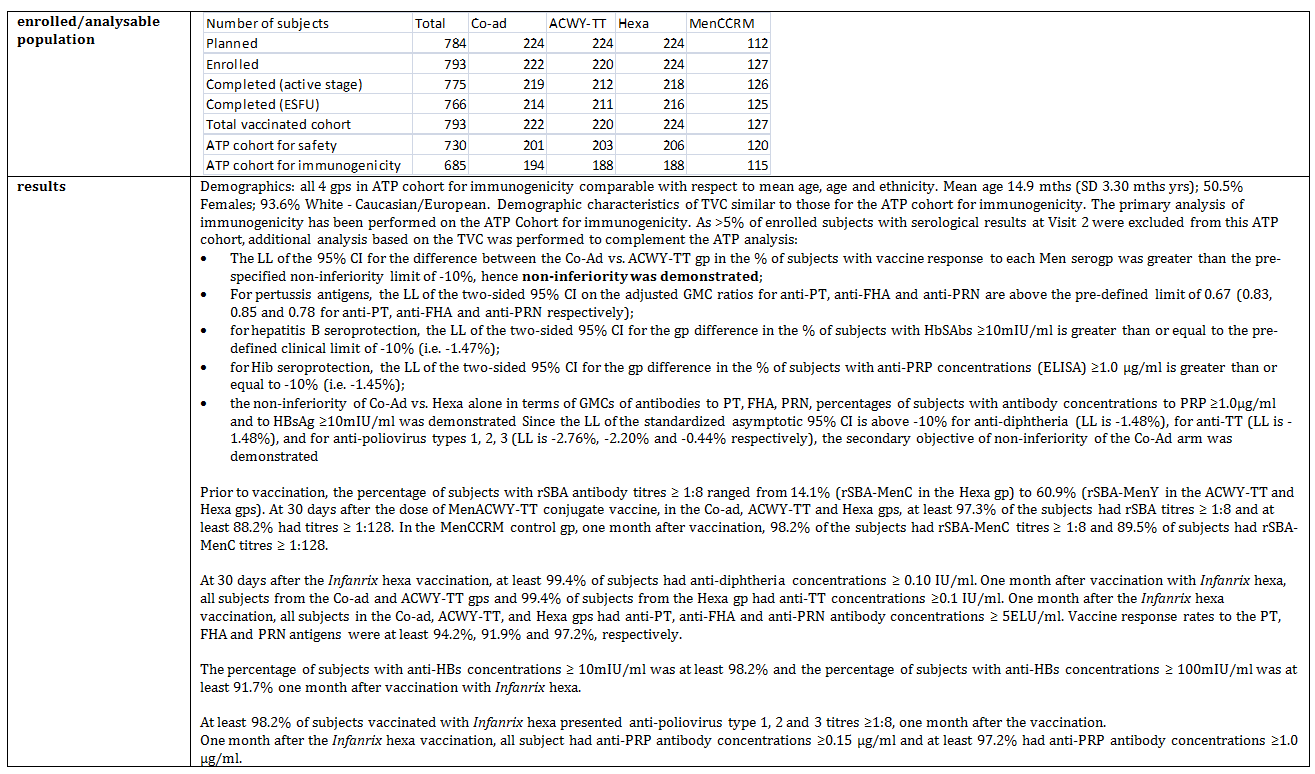 enrolled/analysable
population
Number of subjects Total Co-ad ACWY-TT Hexa MenCCRM
Planned 784 224 224 224 112
Enrolled 793 222 220 224 127
Completed (active stage) 775 219 212 218 126
Completed (ESFU) 766 214 211 216 125
Total vaccinated cohort 793 222 220 224 127
ATP cohort for safety 730 201 203 206 120
ATP cohort for immunogenicity 685 194 188 188 115
results
Demographics: all 4 gps in ATP cohort for immunogenicity comparable with respect to mean age, age and ethnicity. Mean age 14.9 mths (SD 3.30 mths yrs); 50.5%
Females; 93.6% White - Caucasian/European. Demographic characteristics of TVC similar to those for the ATP cohort for immunogenicity. The primary analysis of
immunogenicity has been performed on the ATP Cohort for immunogenicity. As >5% of enrolled subjects with serological results at Visit 2 were excluded from this ATP
cohort, additional analysis based on the TVC was performed to complement the ATP analysis:
• The LL of the 95% CI for the difference between the Co-Ad vs. ACWY-TT gp in the % of subjects with vaccine response to each Men serogp was greater than the pre-
specified non-inferiority limit of -10%, hence non-inferiority was demonstrated;
• For pertussis antigens, the LL of the two-sided 95% CI on the adjusted GMC ratios for anti-PT, anti-FHA and anti-PRN are above the pre-defined limit of 0.67 (0.83,
0.85 and 0.78 for anti-PT, anti-FHA and anti-PRN respectively);
• for hepatitis B seroprotection, the LL of the two-sided 95% CI for the gp difference in the % of subjects with HbSAbs ≥10mIU/ml is greater than or equal to the pre-
defined clinical limit of -10% (i.e. -1.47%);
• for Hib seroprotection, the LL of the two-sided 95% CI for the gp difference in the % of subjects with anti-PRP concentrations (ELISA) ≥1.0 μg/ml is greater than or
equal to -10% (i.e. -1.45%);
• the non-inferiority of Co-Ad vs. Hexa alone in terms of GMCs of antibodies to PT, FHA, PRN, percentages of subjects with antibody concentrations to PRP ≥1.0μg/ml
and to HBsAg ≥10mIU/ml was demonstrated Since the LL of the standardized asymptotic 95% CI is above -10% for anti-diphtheria (LL is -1.48%), for anti-TT (LL is -
1.48%), and for anti-poliovirus types 1, 2, 3 (LL is -2.76%, -2.20% and -0.44% respectively), the secondary objective of non-inferiority of the Co-Ad arm was
demonstrated
Prior to vaccination, the percentage of subjects with rSBA antibody titres ≥ 1:8 ranged from 14.1% (rSBA-MenC in the Hexa gp) to 60.9% (rSBA-MenY in the ACWY-TT and
Hexa gps). At 30 days after the dose of MenACWY-TT conjugate vaccine, in the Co-ad, ACWY-TT and Hexa gps, at least 97.3% of the subjects had rSBA titres ≥ 1:8 and at
least 88.2% had titres ≥ 1:128. In the MenCCRM control gp, one month after vaccination, 98.2% of the subjects had rSBA-MenC titres ≥ 1:8 and 89.5% of subjects had rSBA-
MenC titres ≥ 1:128.
At 30 days after the Infanrix hexa vaccination, at least 99.4% of subjects had anti-diphtheria concentrations ≥ 0.10 IU/ml. One month after vaccination with Infanrix hexa,
all subjects from the Co-ad and ACWY-TT gps and 99.4% of subjects from the Hexa gp had anti-TT concentrations ≥0.1 IU/ml. One month after the Infanrix hexa
vaccination, all subjects in the Co-ad, ACWY-TT, and Hexa gps had anti-PT, anti-FHA and anti-PRN antibody concentrations ≥ 5ELU/ml. Vaccine response rates to the PT,
FHA and PRN antigens were at least 94.2%, 91.9% and 97.2%, respectively.
The percentage of subjects with anti-HBs concentrations ≥ 10mIU/ml was at least 98.2% and the percentage of subjects with anti-HBs concentrations ≥ 100mIU/ml was at
least 91.7% one month after vaccination with Infanrix hexa.
At least 98.2% of subjects vaccinated with Infanrix hexa presented anti-poliovirus type 1, 2 and 3 titres ≥1:8, one month after the vaccination.
One month after the Infanrix hexa vaccination, all subject had anti-PRP antibody concentrations ≥0.15 μg/ml and at least 97.2% had anti-PRP antibody concentrations ≥1.0
μg/ml.